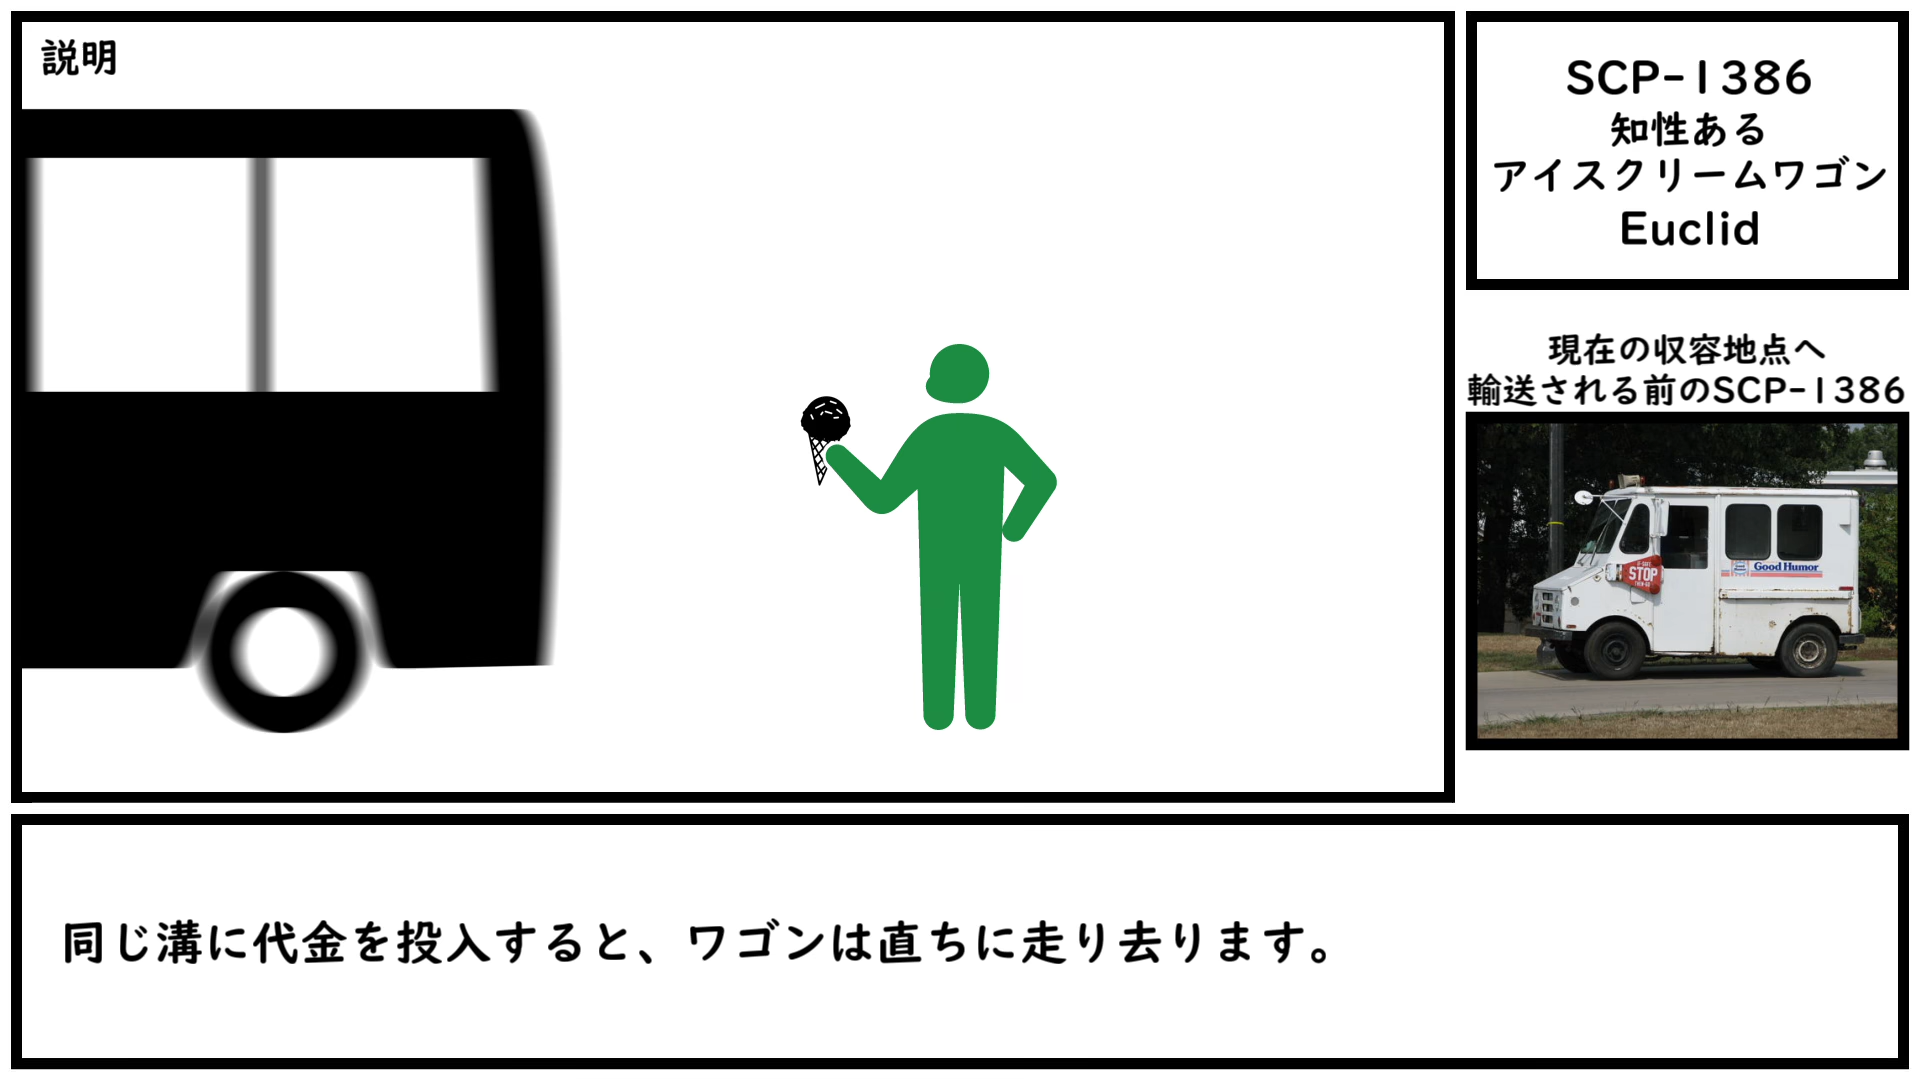 説明
SCP-1386
知性ある
アイスクリームワゴン
Euclid
現在の収容地点へ
輸送される前のSCP-1386
STOP
Good Humor
同じ溝に代金を投入すると、ワゴンは直ちに走り去ります。